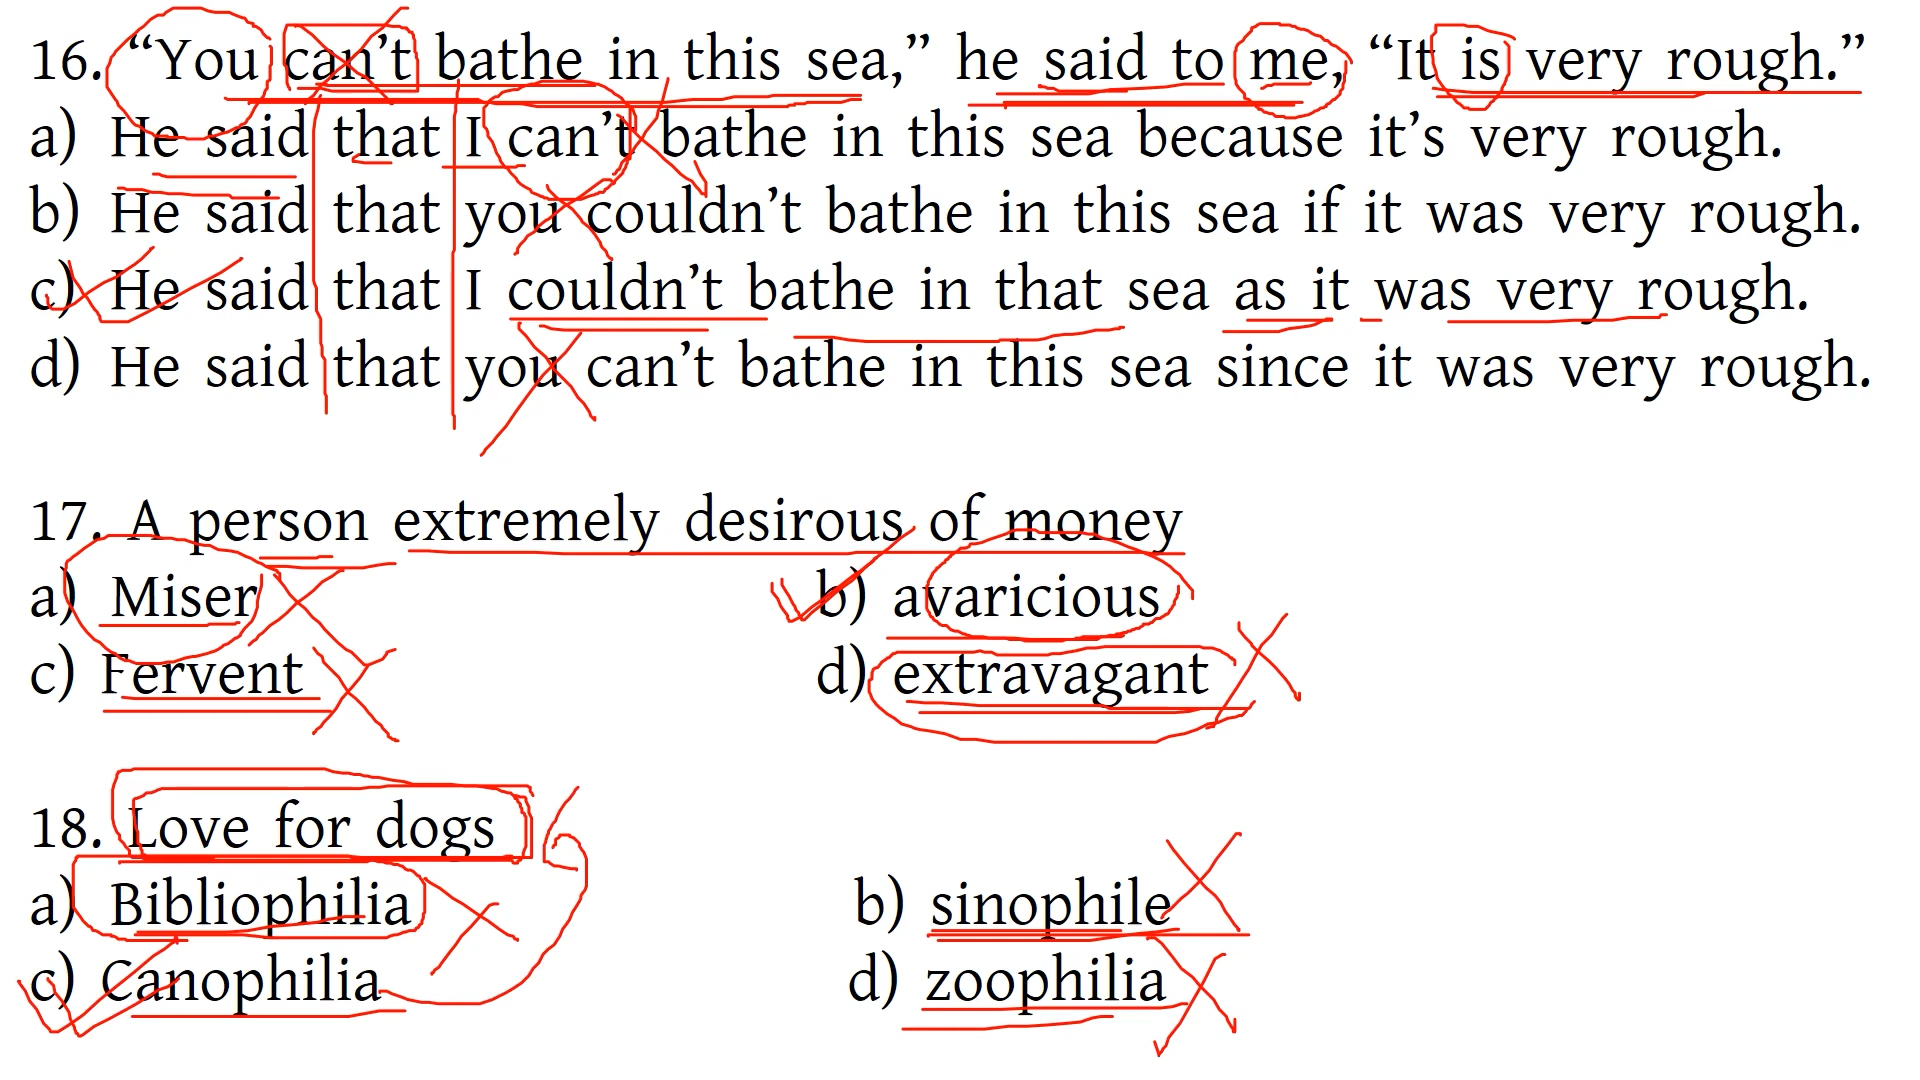 16. “You can’t bathe in this sea,” he said to me, “It is very rough.”
a) He said that I can’t bathe in this sea because it’s very rough.
b) He said that you couldn’t bathe in this sea if it was very rough.
c) He said that I couldn’t bathe in that sea as it was very rough.
d) He said that you can’t bathe in this sea since it was very rough.
17. A person extremely desirous of money
a) Miser b) avaricious
c) Fervent d) extravagant
18. Love for dogs
a) Bibliophilia b) sinophile
c) Canophilia d) zoophilia